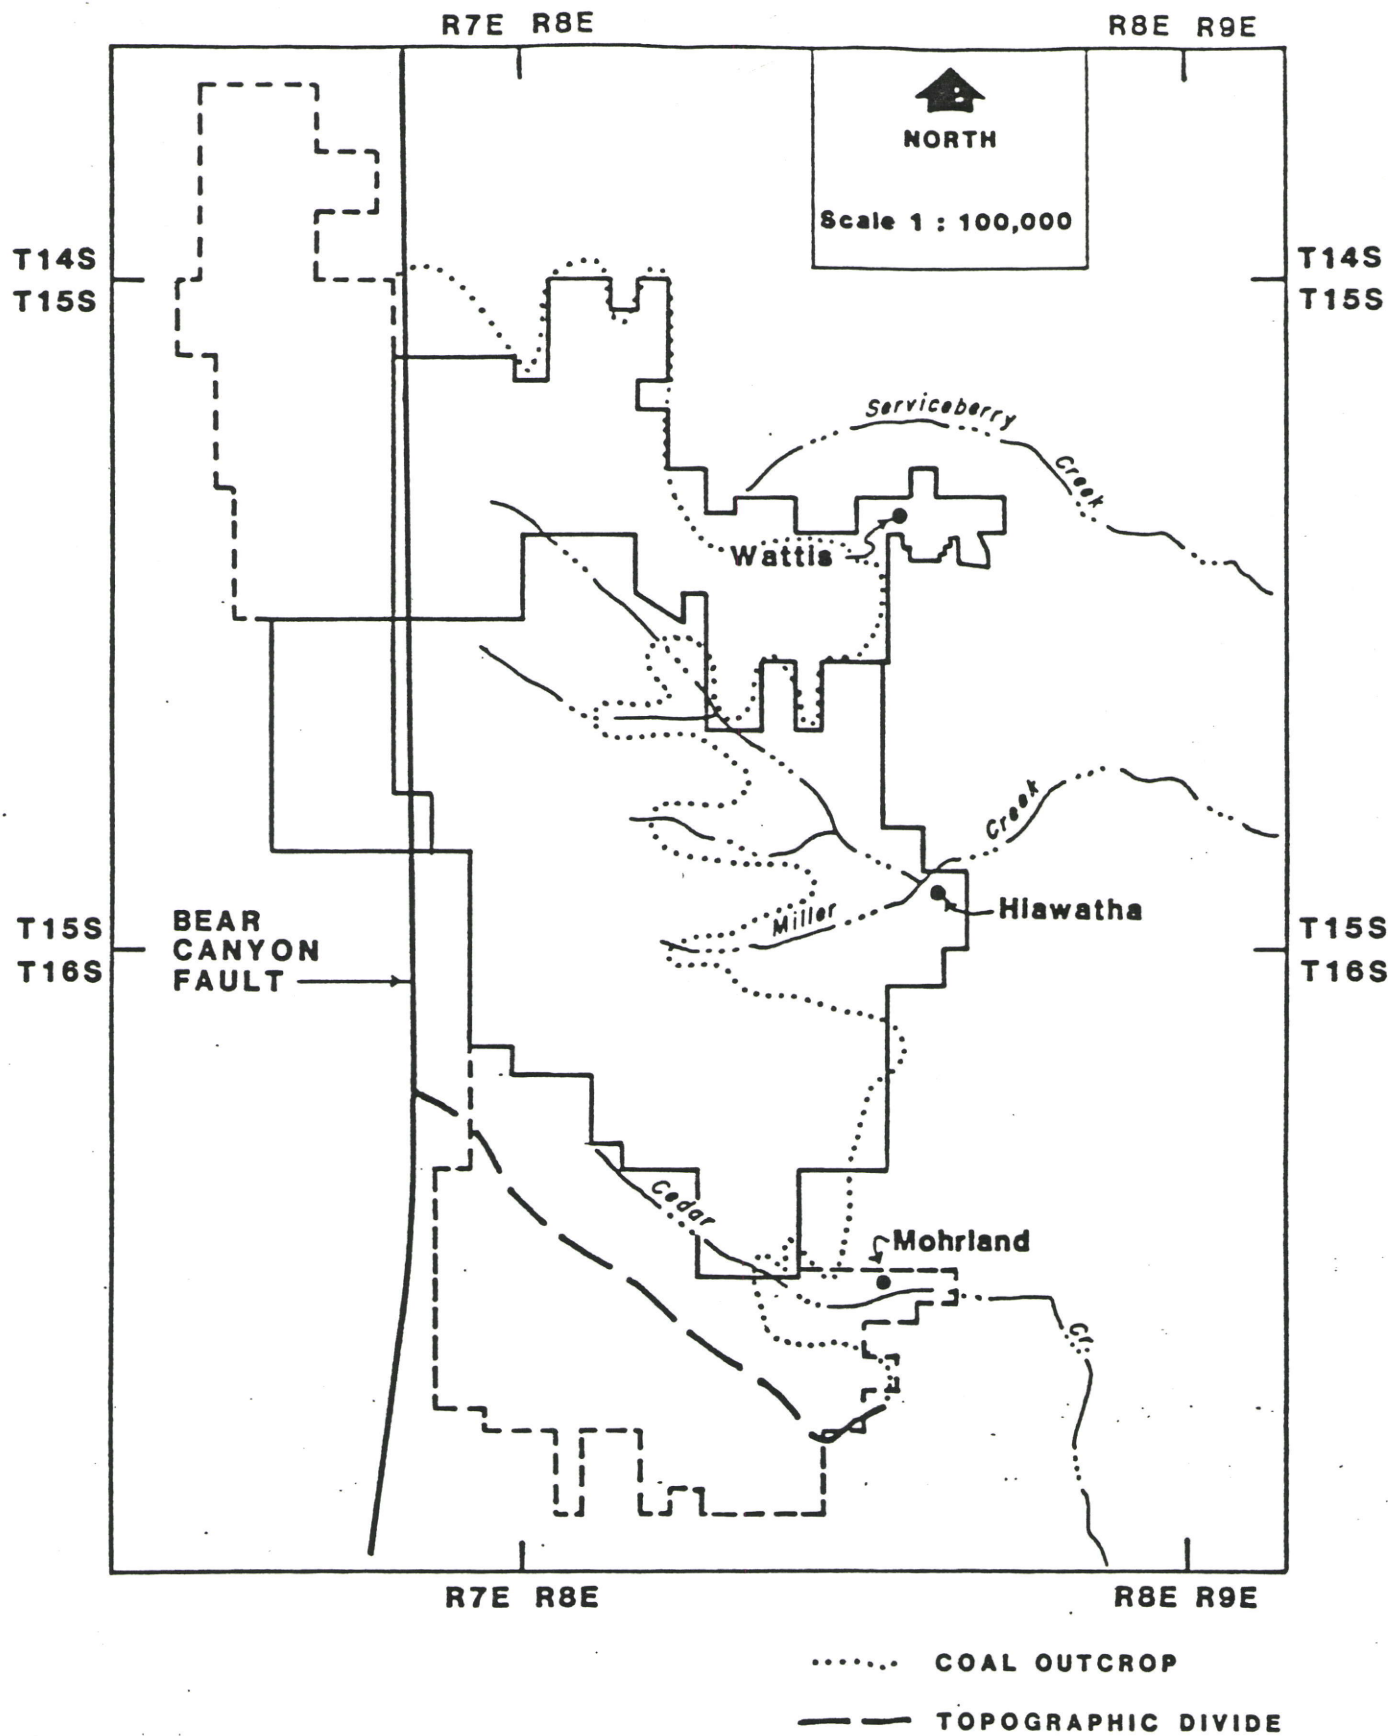 R7E R8E
R8E R9E
NORTH
Scale 1 : 100,000
T14S
T15S
T14S
T15S
Serviceberry
Creek
Wattis
Creek
Hiawatha
Miller
BEAR
CANYON
FAULT
T15S
T16S
T15S
T16S
Cedar
Mohrland
Cr.
R7E R8E
R8E R9E
COAL OUTCROP
TOPOGRAPHIC DIVIDE